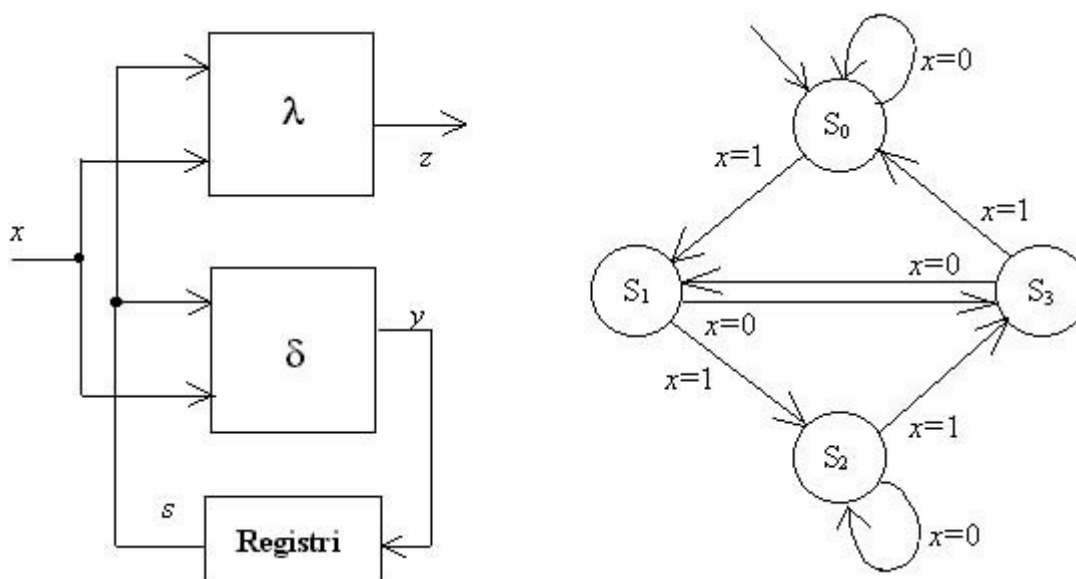 λ
z
x
δ
y
s
Registri
x=0
S₀
x=1
x=1
S₁
x=0
x=0
S₃
x=1
x=1
S₂
x=0